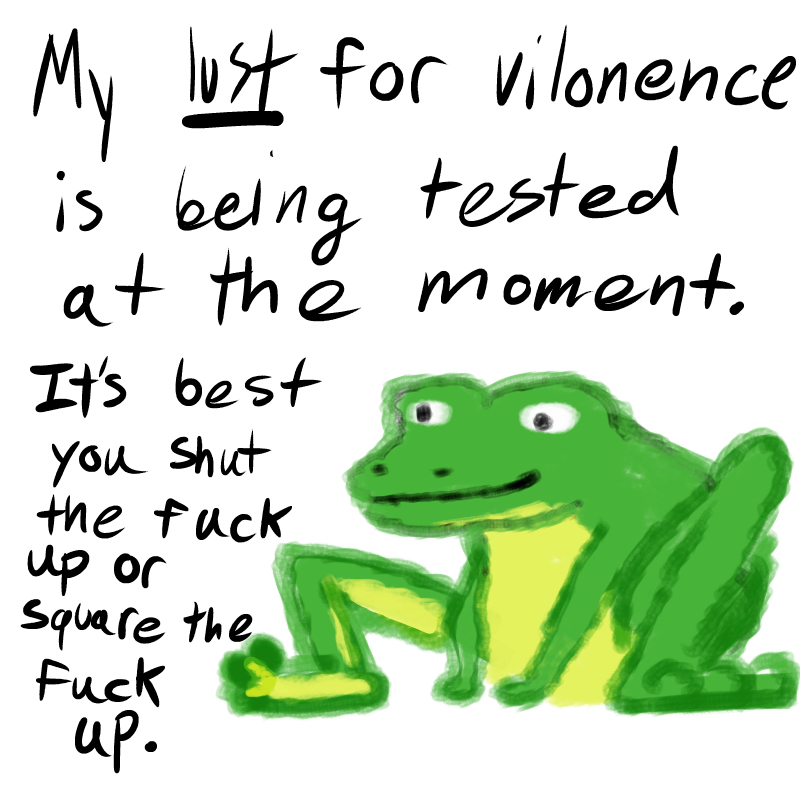 My lust for vilonence
is being tested
at the moment.
It's best
you shut
the fuck
up or
square the
fuck
up.